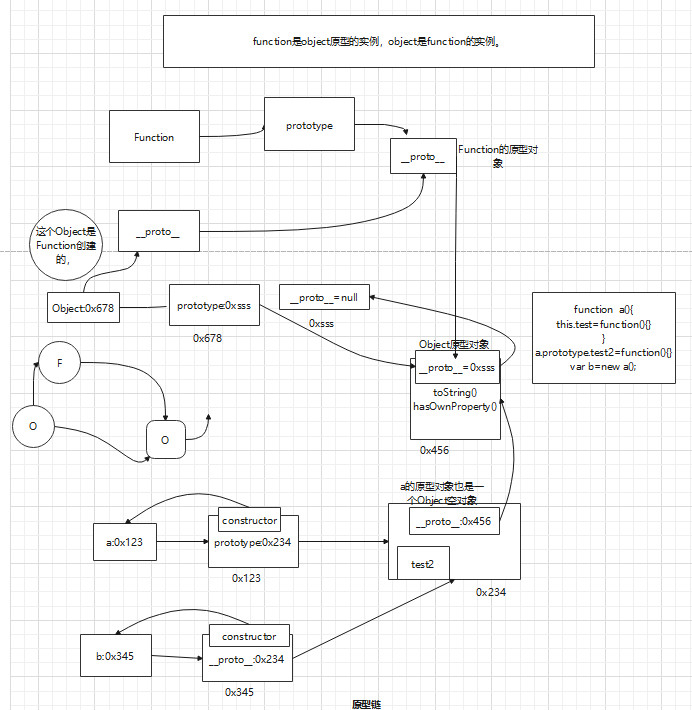 function是object原型的实例，object是function的实例。
Function
prototype
__proto__
Function的原型对
象
这个Object是
Function创建
的，
__proto__
Object:0x678
prototype:0xsss
0x678
__proto__=null
0xsss
Object原型对象
__proto__=0xsss
toString()
hasOwnProperty()
0x456
function a(){
this.test=function(){}
}
a.prototype.test2=function(){}
var b=new a();
F
O
O
a的原型对象也是一
个Object空对象
__proto__:0x456
test2
0x234
a:0x123
constructor
prototype:0x234
0x123
b:0x345
constructor
__proto__:0x234
0x345
原型链